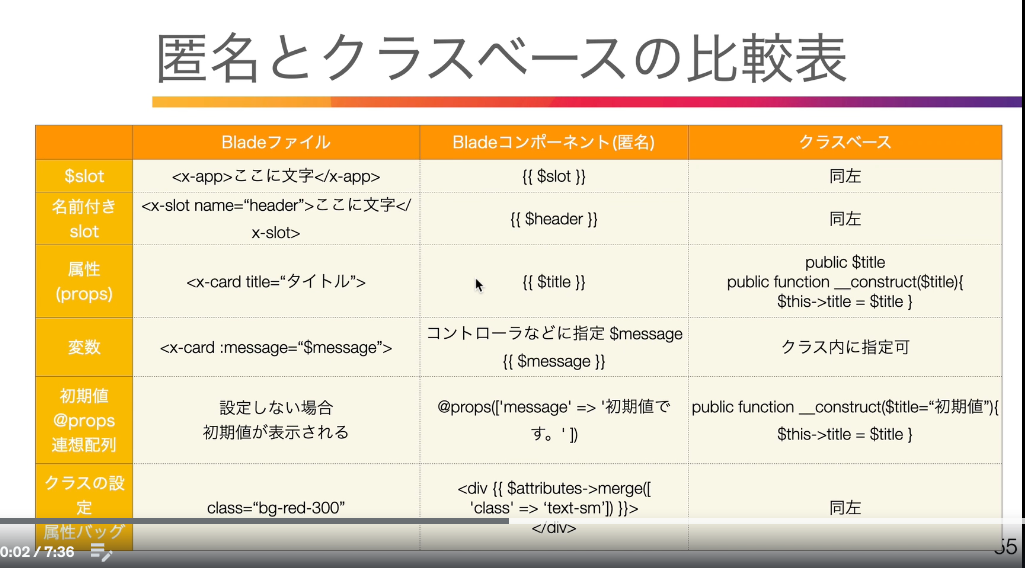 匿名とクラスベースの比較表
Bladeファイル
Bladeコンポーネント(匿名)
クラスベース
$slot
<x-app>ここに文字</x-app>
{{ $slot }}
同左
名前付き
slot
<x-slot name=“header”>ここに文字</
x-slot>
{{ $header }}
同左
属性
(props)
<x-card title=“タイトル”>
{{ $title }}
public $title
public function __construct($title){
$this->title = $title }
変数
<x-card :message=“$message”>
コントローラなどに指定 $message
{{ $message }}
クラス内に指定可
初期値
@props
連想配列
設定しない場合
初期値が表示される
@props(['message' => '初期値で
す。' ])
public function __construct($title=“初期値”){
$this->title = $title }
クラスの設
定
属性バッグ
class=“bg-red-300”
<div {{ $attributes->merge([
'class' => ‘text-sm’]) }}>
</div>
同左
0:02 / 7:36
55